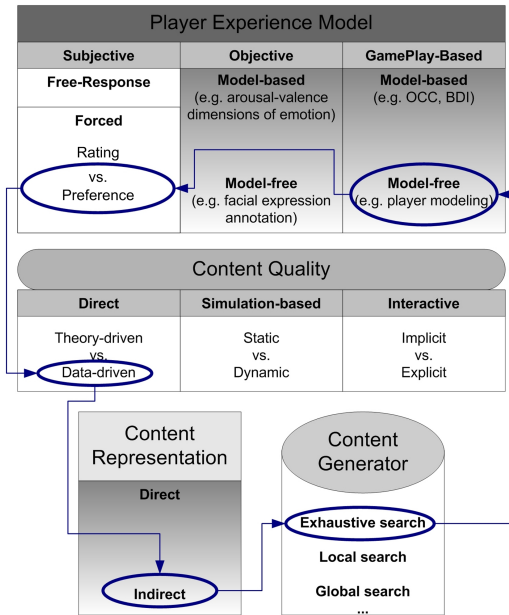 Player Experience Model
Subjective
Objective
GamePlay-Based
Free-Response
Forced
Rating
vs.
Preference
Model-based
(e.g. arousal-valence
dimensions of emotion)
Model-free
(e.g. facial expression
annotation)
Model-based
(e.g. OCC, BDI)
Model-free
(e.g. player modeling)
Content Quality
Direct
Simulation-based
Interactive
Theory-driven
vs.
Data-driven
Static
vs.
Dynamic
Implicit
vs.
Explicit
Content
Representation
Direct
Indirect
Content
Generator
Exhaustive search
Local search
Global search
...